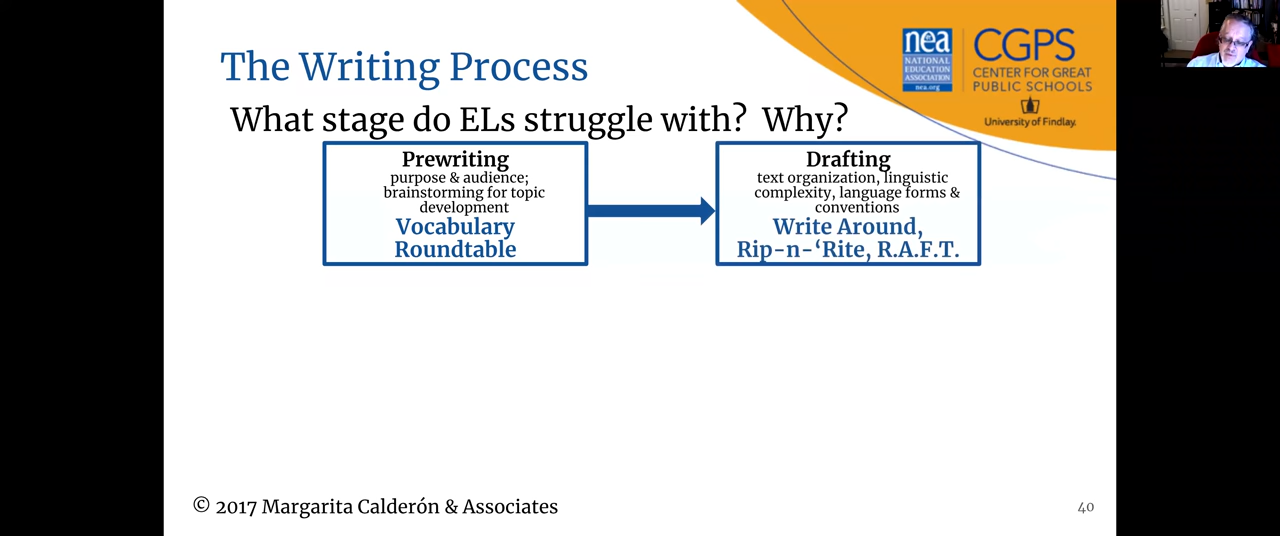 The Writing Process
What stage do ELs struggle with?  Why?
nea
NATIONAL
EDUCATION
ASSOCIATION
nea.org
CGPS
CENTER FOR GREAT
PUBLIC SCHOOLS
University of Findlay.
Prewriting
purpose & audience;
brainstorming for topic
development
Vocabulary
Roundtable
Drafting
text organization, linguistic
complexity, language forms &
conventions
Write Around,
Rip-n-‘Rite, R.A.F.T.
© 2017 Margarita Calderón & Associates
40